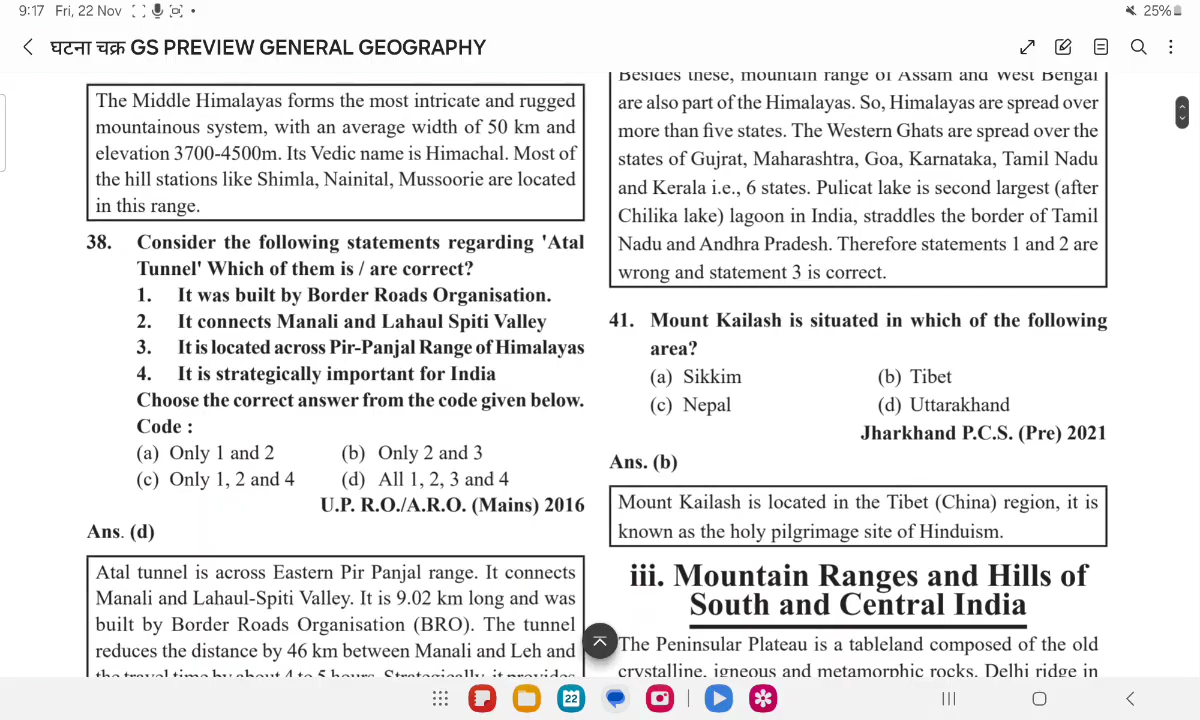 9:17 Fri, 22 Nov
25%
घटना चक्र GS PREVIEW GENERAL GEOGRAPHY
The Middle Himalayas forms the most intricate and rugged
mountainous system, with an average width of 50 km and
elevation 3700-4500m. Its Vedic name is Himachal. Most of
the hill stations like Shimla, Nainital, Mussoorie are located
in this range.
38. Consider the following statements regarding 'Atal
Tunnel' Which of them is / are correct?
1. It was built by Border Roads Organisation.
2. It connects Manali and Lahaul Spiti Valley
3. It is located across Pir-Panjal Range of Himalayas
4. It is strategically important for India
Choose the correct answer from the code given below.
Code :
(a) Only 1 and 2 (b) Only 2 and 3
(c) Only 1, 2 and 4 (d) All 1, 2, 3 and 4
U.P. R.O./A.R.O. (Mains) 2016
Ans. (d)
Atal tunnel is across Eastern Pir Panjal range. It connects
Manali and Lahaul-Spiti Valley. It is 9.02 km long and was
built by Border Roads Organisation (BRO). The tunnel
reduces the distance by 46 km between Manali and Leh and
the travel time by about 4 to 5 hours. Strategically, it provides
Besides these, mountain range of Assam and West Bengal
are also part of the Himalayas. So, Himalayas are spread over
more than five states. The Western Ghats are spread over the
states of Gujrat, Maharashtra, Goa, Karnataka, Tamil Nadu
and Kerala i.e., 6 states. Pulicat lake is second largest (after
Chilika lake) lagoon in India, straddles the border of Tamil
Nadu and Andhra Pradesh. Therefore statements 1 and 2 are
wrong and statement 3 is correct.
41. Mount Kailash is situated in which of the following
area?
(a) Sikkim (b) Tibet
(c) Nepal (d) Uttarakhand
Jharkhand P.C.S. (Pre) 2021
Ans. (b)
Mount Kailash is located in the Tibet (China) region, it is
known as the holy pilgrimage site of Hinduism.
iii. Mountain Ranges and Hills of
South and Central India
The Peninsular Plateau is a tableland composed of the old
crystalline, igneous and metamorphic rocks. Delhi ridge in
22